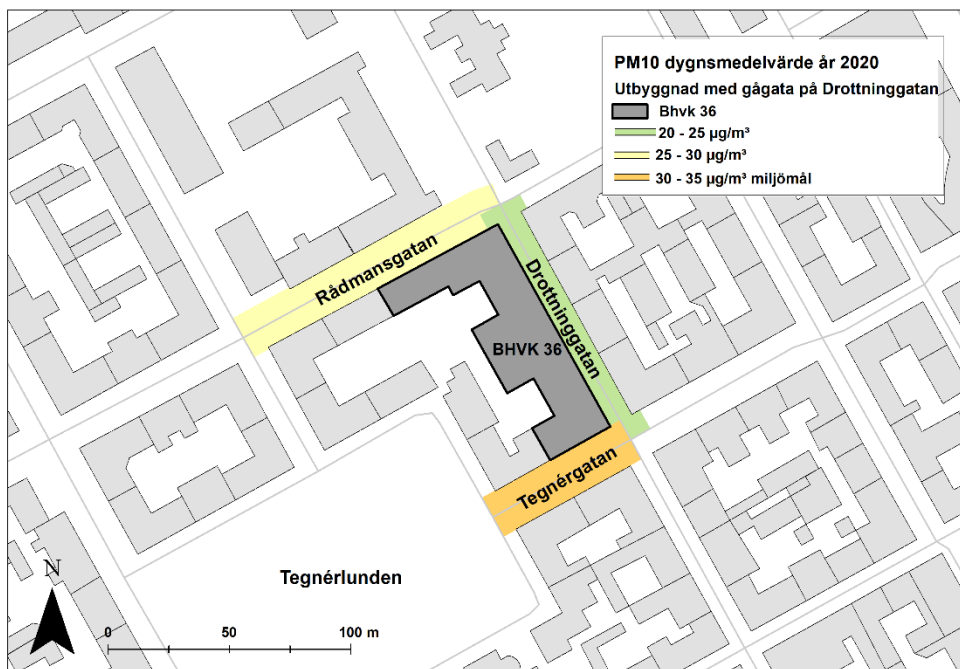 PM10 dygnsmedelvärde år 2020
Utbyggnad med gågata på Drottninggatan
Bhvk 36
20 - 25 µg/m³
25 - 30 µg/m³
30 - 35 µg/m³ miljömål
Rådmansgatan
Drottninggatan
BHVK 36
Tegnérgatan
Tegnérlunden
N
0 50 100 m